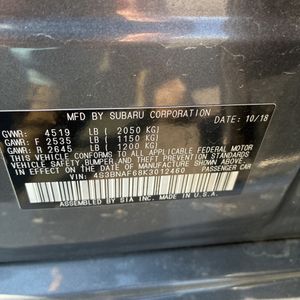 MFD. BY SUBARU CORPORATION DATE: 10/18
GVWR: 4519 LB ( 2050 KG)
GAWR: F 2535 LB ( 1150 KG)
GAWR: R 2645 LB ( 1200 KG)
THIS VEHICLE CONFORMS TO ALL APPLICABLE FEDERAL MOTOR
VEHICLE SAFETY, BUMPER, AND THEFT PREVENTION STANDARDS
IN EFFECT ON THE DATE OF MANUFACTURE SHOWN ABOVE.
VIN: 4S3BNAF68K3012460 PASSENGER CAR
ASSEMBLED BY SIA INC. MADE IN U.S.A.